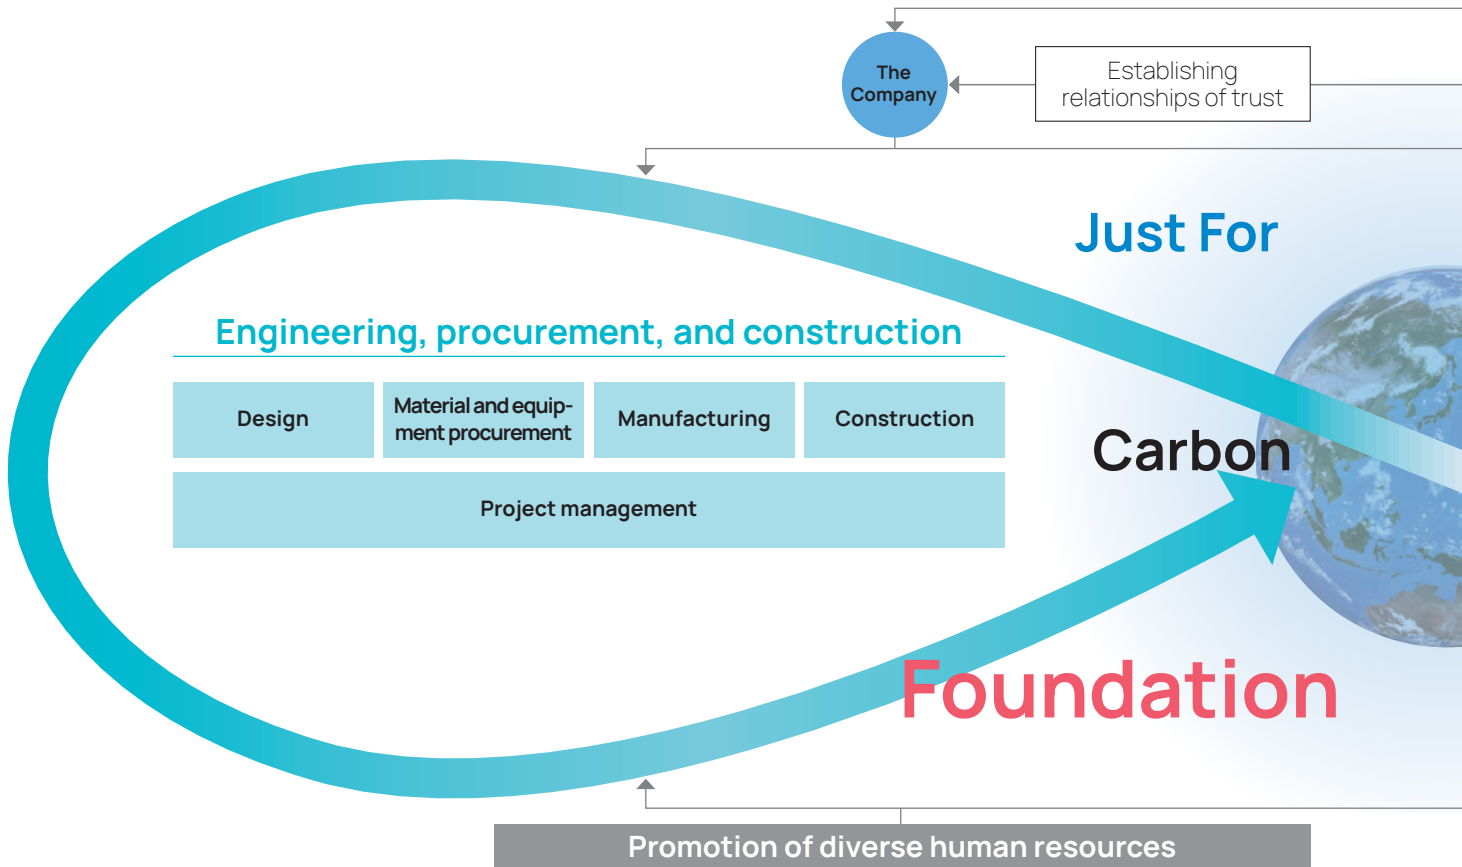 The
Company
Establishing
relationships of trust
Just For
Engineering, procurement, and construction
Design
Material and equip-
ment procurement
Manufacturing
Construction
Carbon
Project management
Foundation
Promotion of diverse human resources